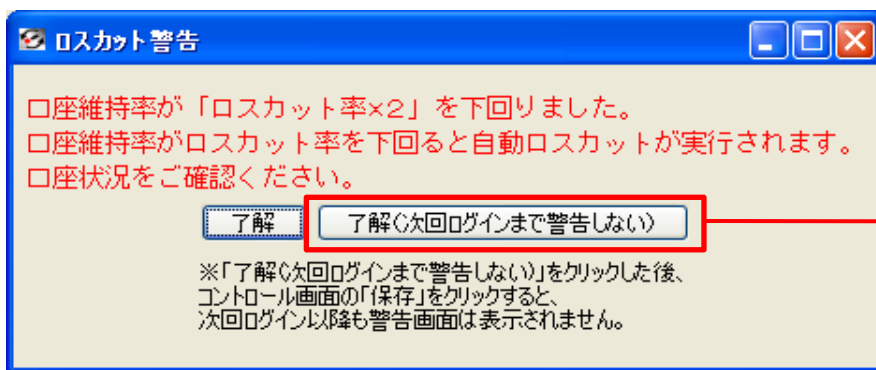 ロスカット警告
口座維持率が「ロスカット率×2」を下回りました。
口座維持率がロスカット率を下回ると自動ロスカットが実行されます。
口座状況をご確認ください。
了解
了解(次回ログインまで警告しない)
※「了解(次回ログインまで警告しない)」をクリックした後、
コントロール画面の「保存」をクリックすると、
次回ログイン以降も警告画面は表示されません。